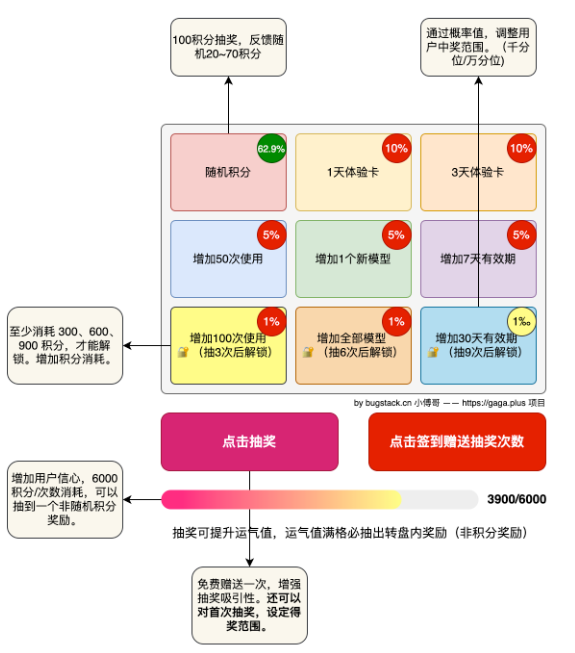 100积分抽奖，反馈随
机20~70积分
通过概率值，调整用
户中奖范围。（千分
位/万分位)
62.9%
随机积分
10%
1天体验卡
10%
3天体验卡
5%
增加50次使用
5%
增加1个新模型
5%
增加7天有效期
至少消耗 300、600、
900 积分，才能解
锁。增加积分消耗。
1%
增加100次使用
（抽3次后解锁）
1%
增加全部模型
（抽6次后解锁）
1‰
增加30天有效期
（抽9次后解锁）
by bugstack.cn 小傅哥 —— https://gaga.plus 项目
点击抽奖
点击签到赠送抽奖次数
增加用户信心，6000
积分/次数消耗，可以
抽到一个非随机积分
奖励。
3900/6000
抽奖可提升运气值，运气值满格必抽出转盘内奖励（非积分奖励）
免费赠送一次，增强
抽奖吸引性。还可以
对首次抽奖，设定得
奖范围。